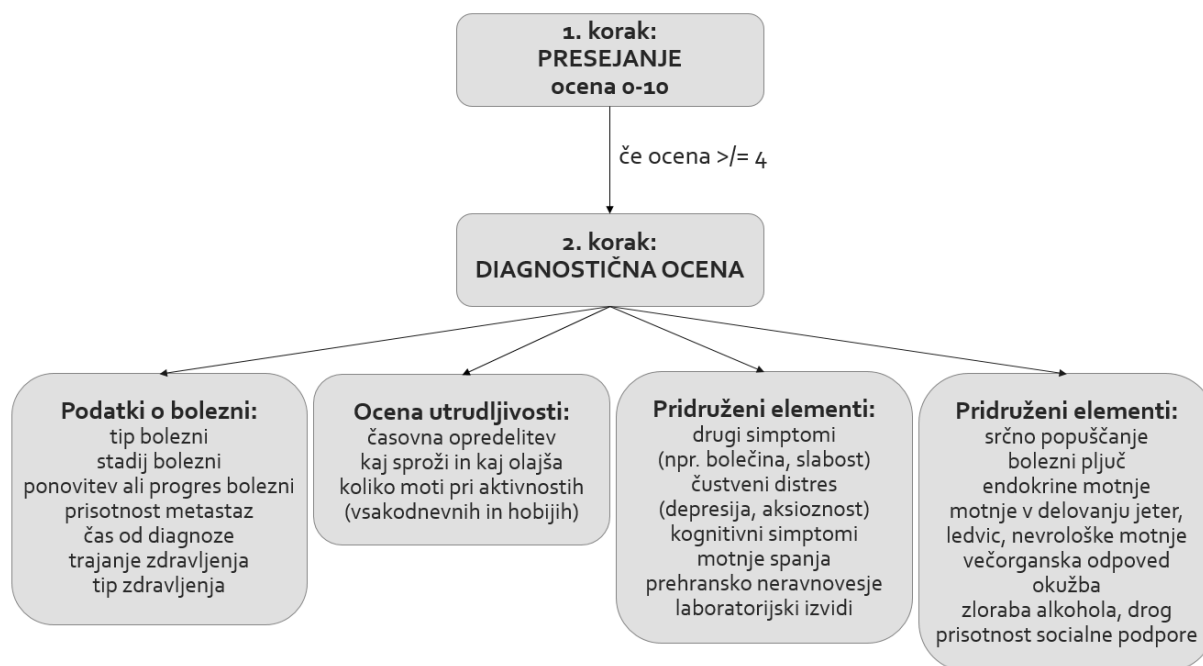 1. korak:
PRESEJANJE
ocena 0-10
če ocena >/= 4
2. korak:
DIAGNOSTIČNA OCENA
Podatki o bolezni:
tip bolezni
stadij bolezni
ponovitev ali progres bolezni
prisotnost metastaz
čas od diagnoze
trajanje zdravljenja
tip zdravljenja
Ocena utrudljivosti:
časovna opredelitev
kaj sproži in kaj olajša
koliko moti pri aktivnostih
(vsakodnevnih in hobijih)
Pridruženi elementi:
drugi simptomi
(npr. bolečina, slabost)
čustveni distres
(depresija, aksioznost)
kognitivni simptomi
motnje spanja
prehransko neravnovesje
laboratorijski izvidi
Pridruženi elementi:
srčno popuščanje
bolezni pljuč
endokrine motnje
motnje v delovanju jeter,
ledvic, nevrološke motnje
večorganska odpoved
okužba
zloraba alkohola, drog
prisotnost socialne podpore